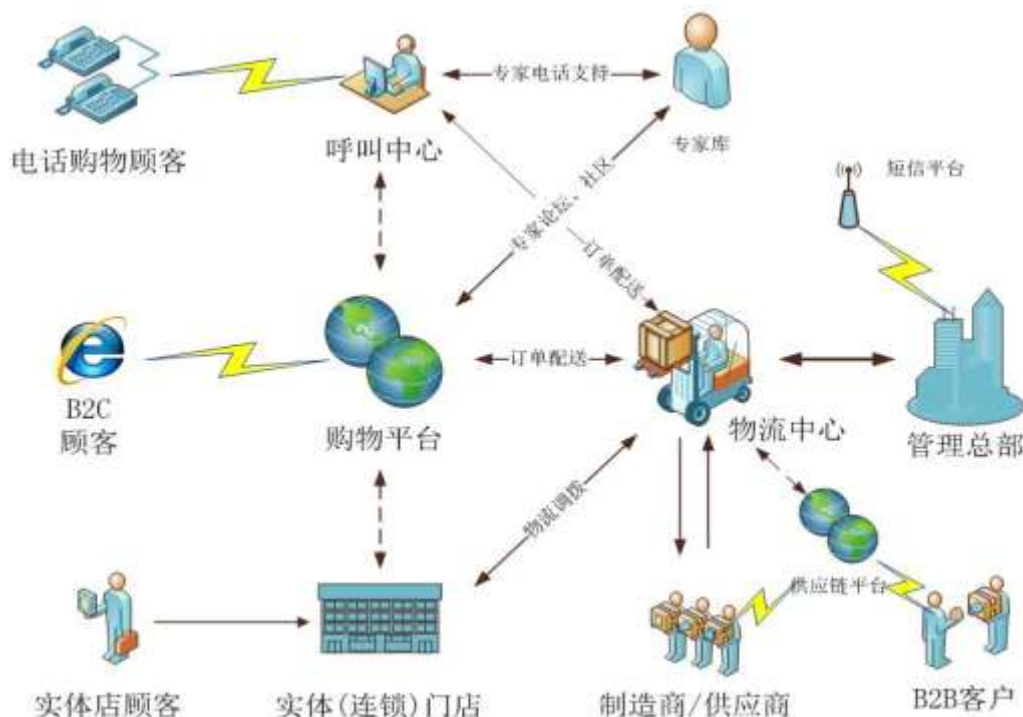 专家电话支持
电话购物顾客
呼叫中心
专家库
短信平台
专家论坛、社区
订单配送
订单配送
B2C
顾客
购物平台
物流中心
管理总部
物流调拨
供应链平台
实体店顾客
实体(连锁)门店
制造商/供应商
B2B客户